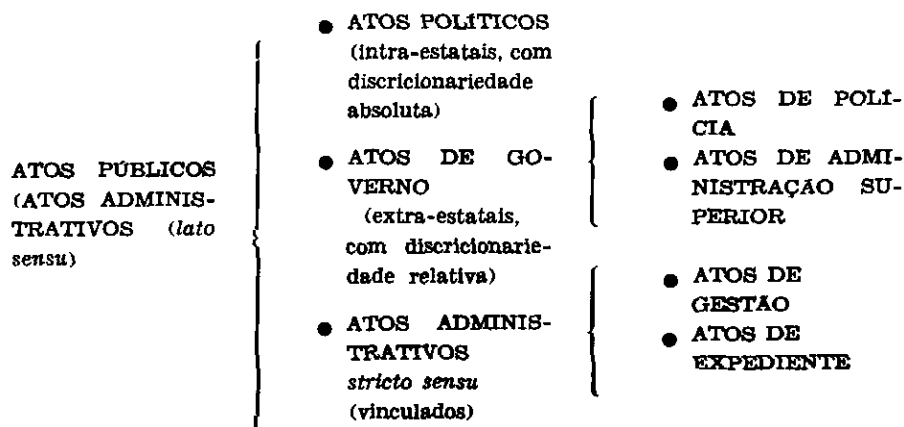 ATOS PÚBLICOS
(ATOS ADMINIS-
TRATIVOS (lato
sensu)
● ATOS POLÍTICOS
(intra-estatais, com
discricionariedade
absoluta)
● ATOS DE GO-
VERNO
(extra-estatais,
com discricionarie-
dade relativa)
● ATOS ADMINIS-
TRATIVOS
stricto sensu
(vinculados)
● ATOS DE POLÍ-
CIA
● ATOS DE ADMI-
NISTRAÇÃO SU-
PERIOR
● ATOS DE
GESTÃO
● ATOS DE
EXPEDIENTE